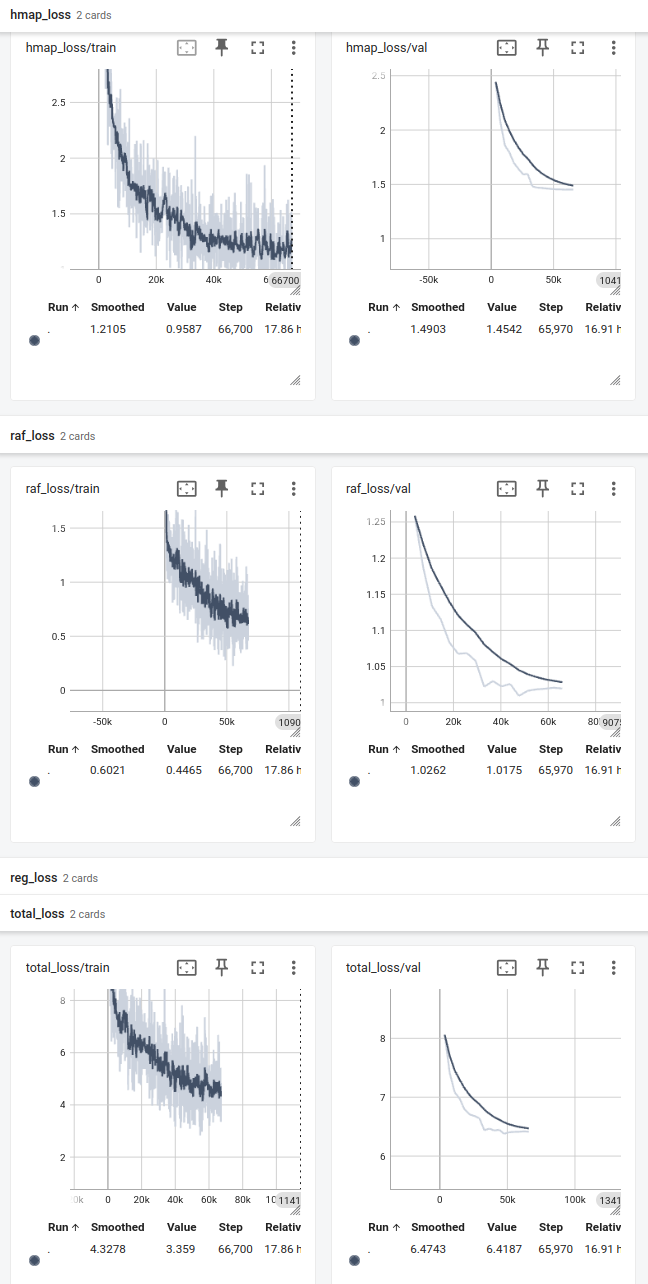 hmap_loss 2 cards
hmap_loss/train
2.5
2
1.5
0
20k
40k
6
66700
Run ↑ Smoothed Value Step Relativ
. 1.2105 0.9587 66,700 17.86 h
hmap_loss/val
2.5
2
1.5
1
-50k
0
50k
1041
Run ↑ Smoothed Value Step Relativ
. 1.4903 1.4542 65,970 16.91 h
raf_loss 2 cards
raf_loss/train
1.5
1
0.5
0
-50k
0
50k
1090
Run ↑ Smoothed Value Step Relativ
. 0.6021 0.4465 66,700 17.86 h
raf_loss/val
1.25
1.2
1.15
1.1
1.05
1
0
20k
40k
60k
80
9075
Run ↑ Smoothed Value Step Relativ
. 1.0262 1.0175 65,970 16.91 h
reg_loss 2 cards
total_loss 2 cards
total_loss/train
8
6
4
2
0k
0
20k
40k
60k
80k
10
1141
Run ↑ Smoothed Value Step Relativ
. 4.3278 3.359 66,700 17.86 h
total_loss/val
8
7
6
0
50k
100k
1341
Run ↑ Smoothed Value Step Relativ
. 6.4743 6.4187 65,970 16.91 h